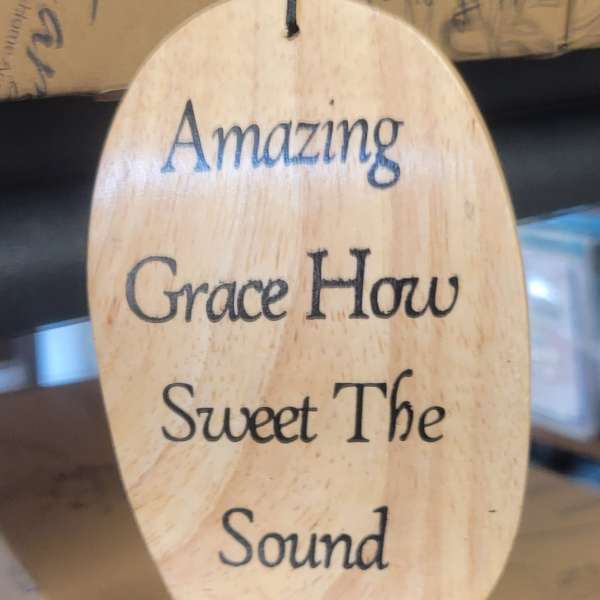 Amazing
Grace How
Sweet The
Sound